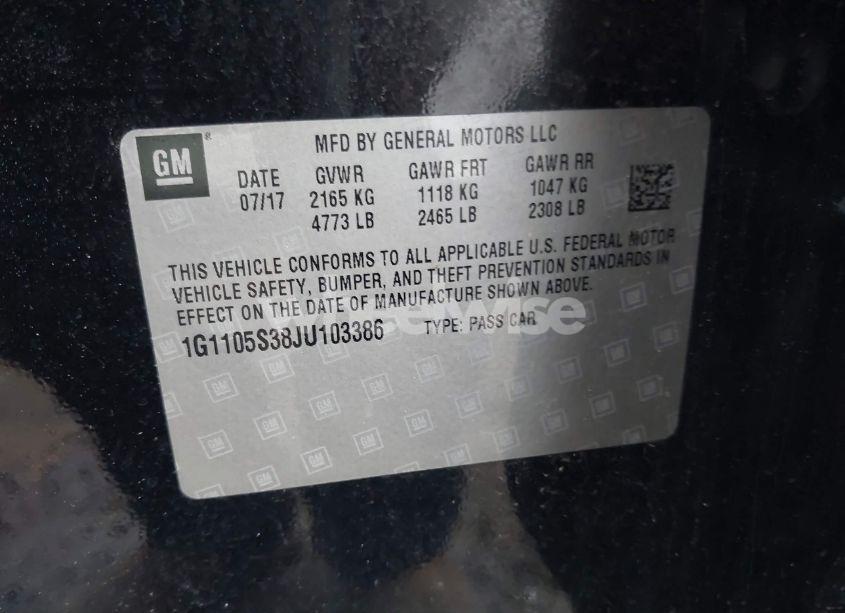 GM
MFD BY GENERAL MOTORS LLC
DATE GVWR GAWR FRT GAWR RR
07/17 2165 KG 1118 KG 1047 KG
4773 LB 2465 LB 2308 LB
THIS VEHICLE CONFORMS TO ALL APPLICABLE U.S. FEDERAL MOTOR
VEHICLE SAFETY, BUMPER, AND THEFT PREVENTION STANDARDS IN
EFFECT ON THE DATE OF MANUFACTURE SHOWN ABOVE.
1G1105S38JU103386 TYPE: PASS CAR